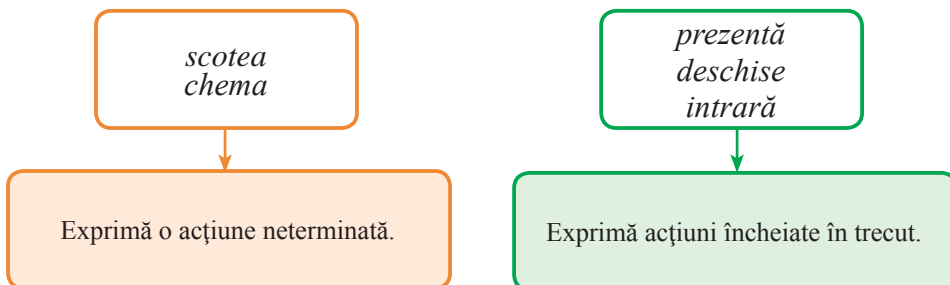 scotea
chema
prezentă
deschise
intrară
Exprimă o acţiune neterminată.
Exprimă acţiuni încheiate în trecut.